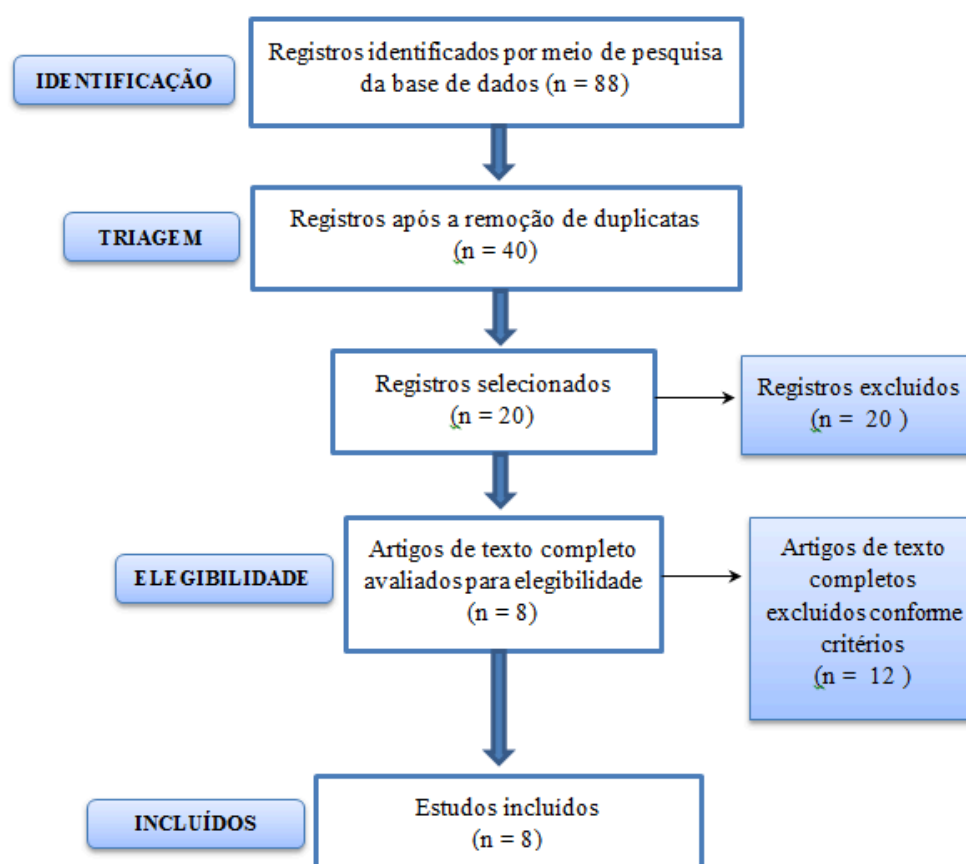 IDENTIFICAÇÃO
Registros identificados por meio de pesquisa
da base de dados (n = 88)
TRIAGEM
Registros após a remoção de duplicatas
(n = 40)
Registros selecionados
(n = 20)
Registros excluídos
(n = 20 )
ELEGIBILIDADE
Artigos de texto completo
avaliados para elegibilidade
(n = 8)
Artigos de texto
completos
excluídos conforme
critérios
(n = 12 )
INCLUÍDOS
Estudos incluídos
(n = 8)